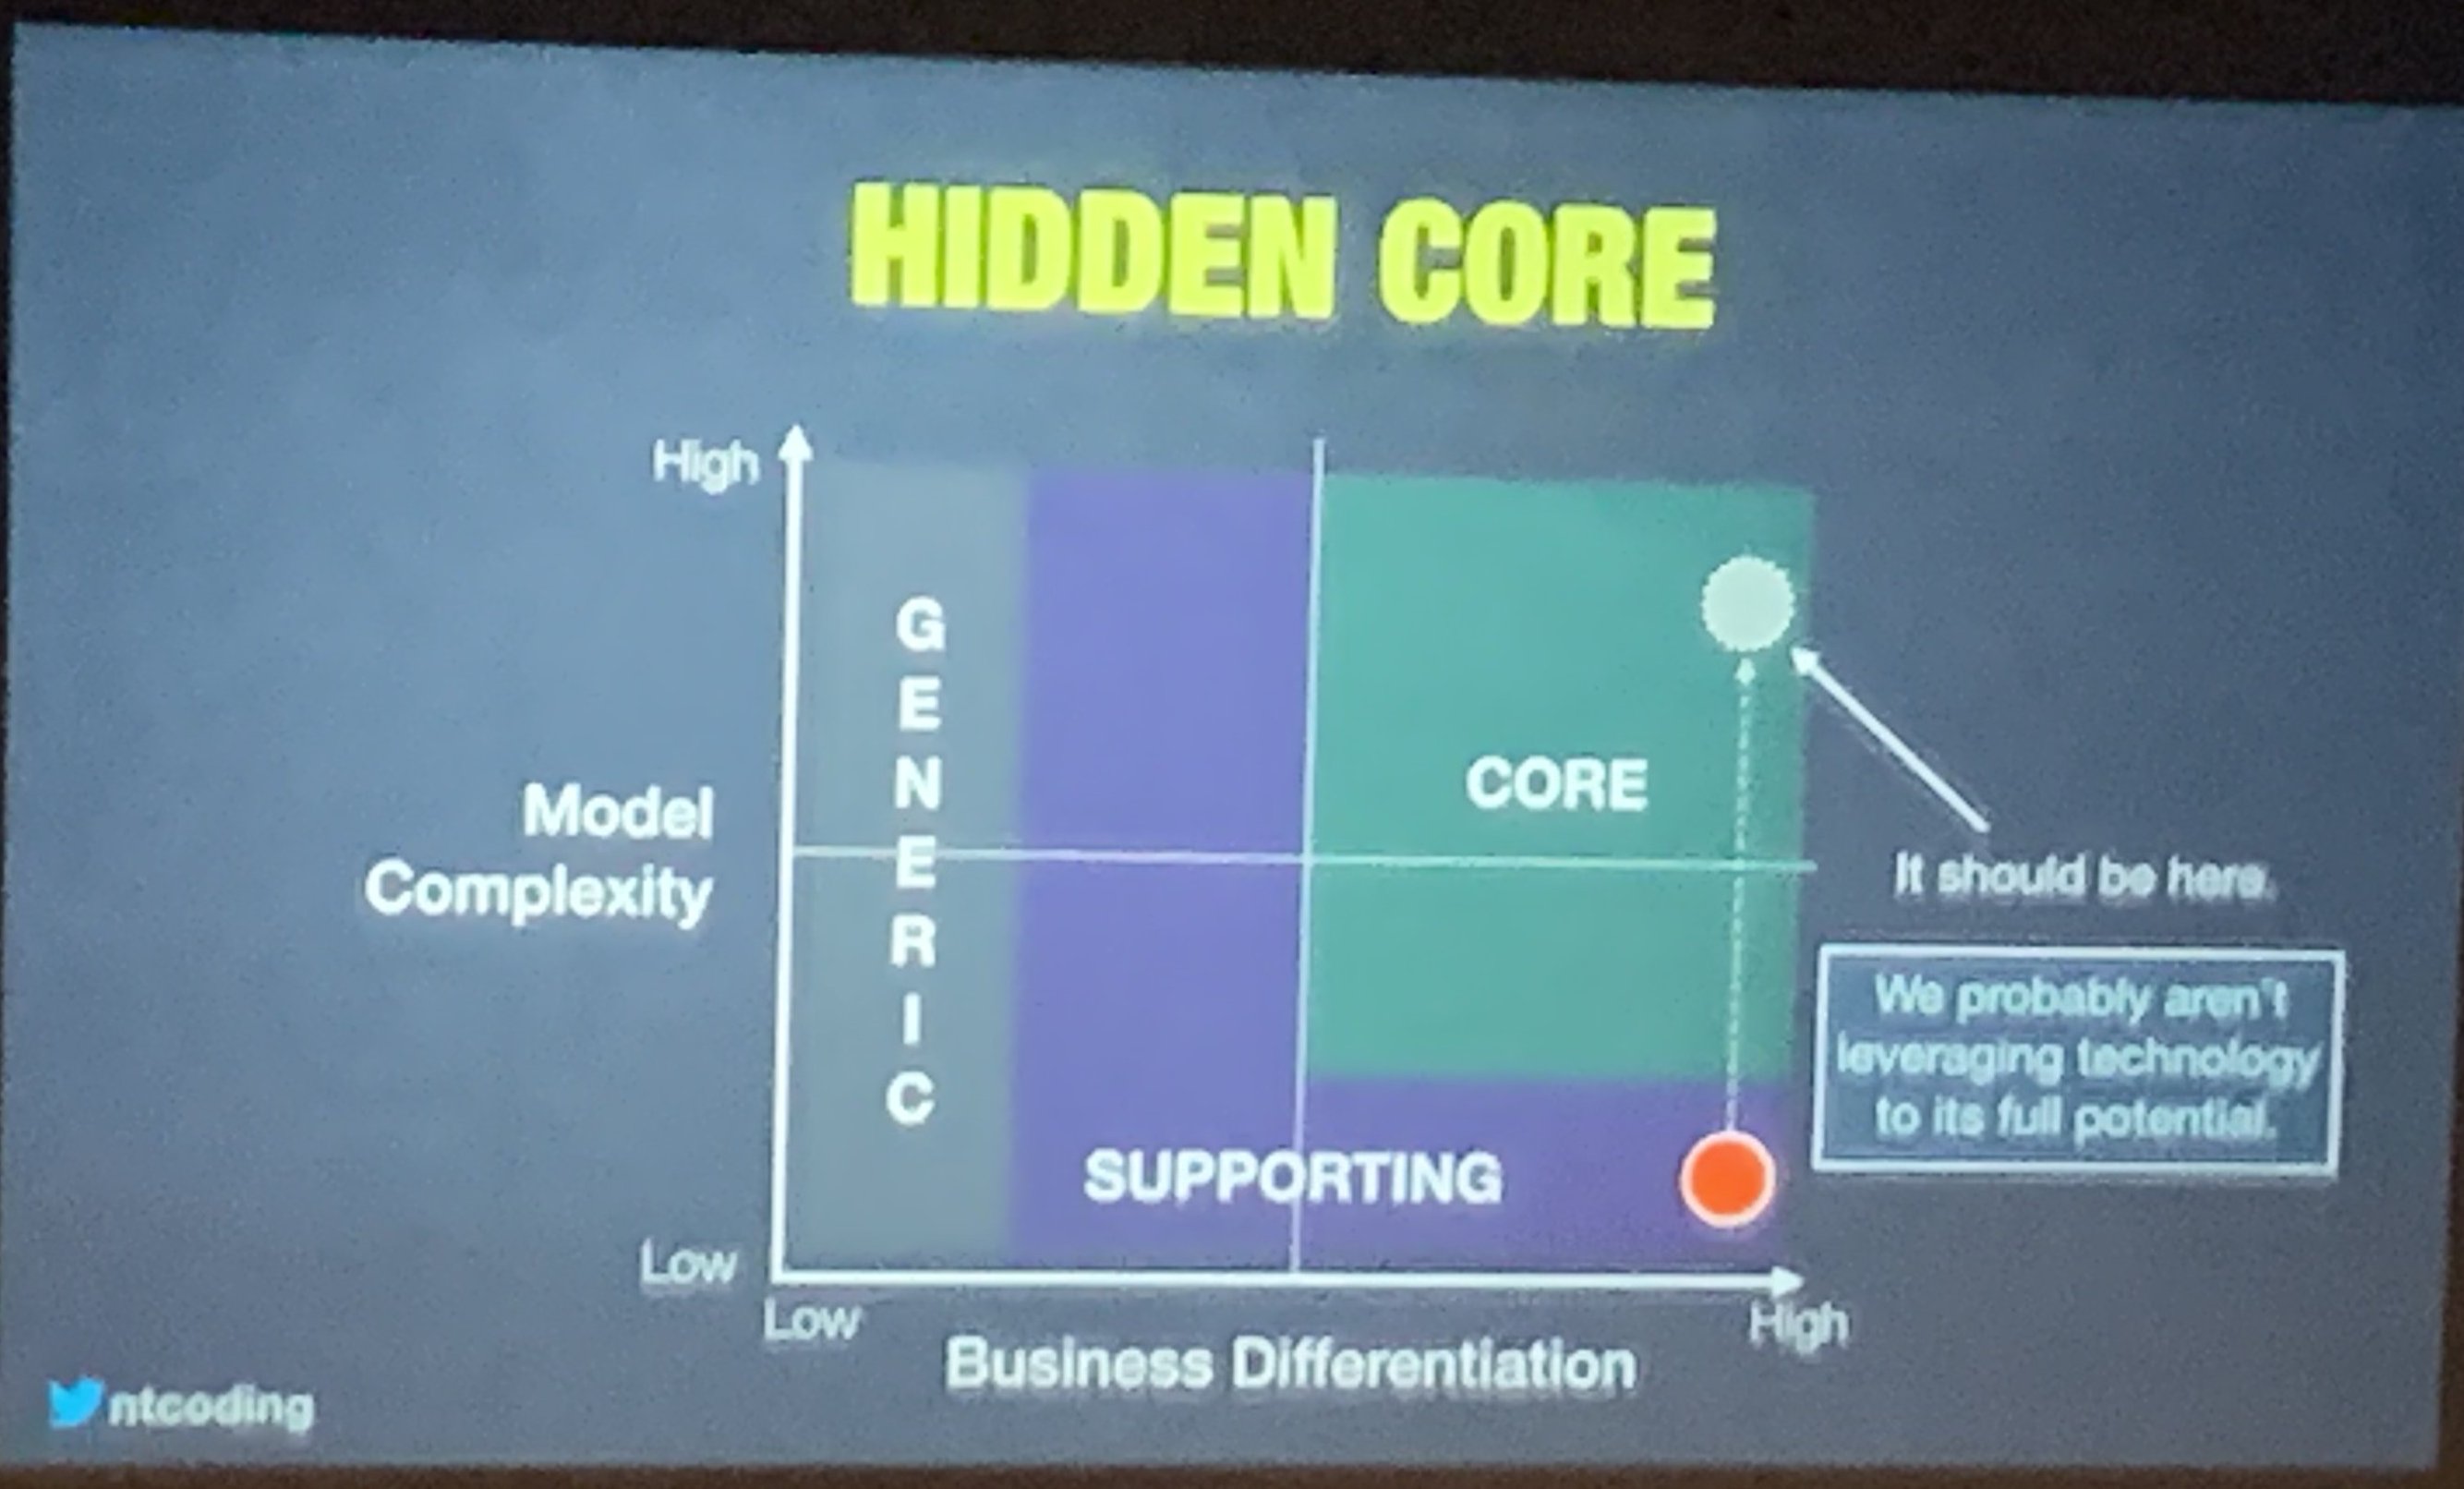 HIDDEN CORE
High
GENERIC
CORE
Model
Complexity
It should be here.
We probably aren't
leveraging technology
to its full potential.
SUPPORTING
Low
Low
High
Business Differentiation
ntcoding